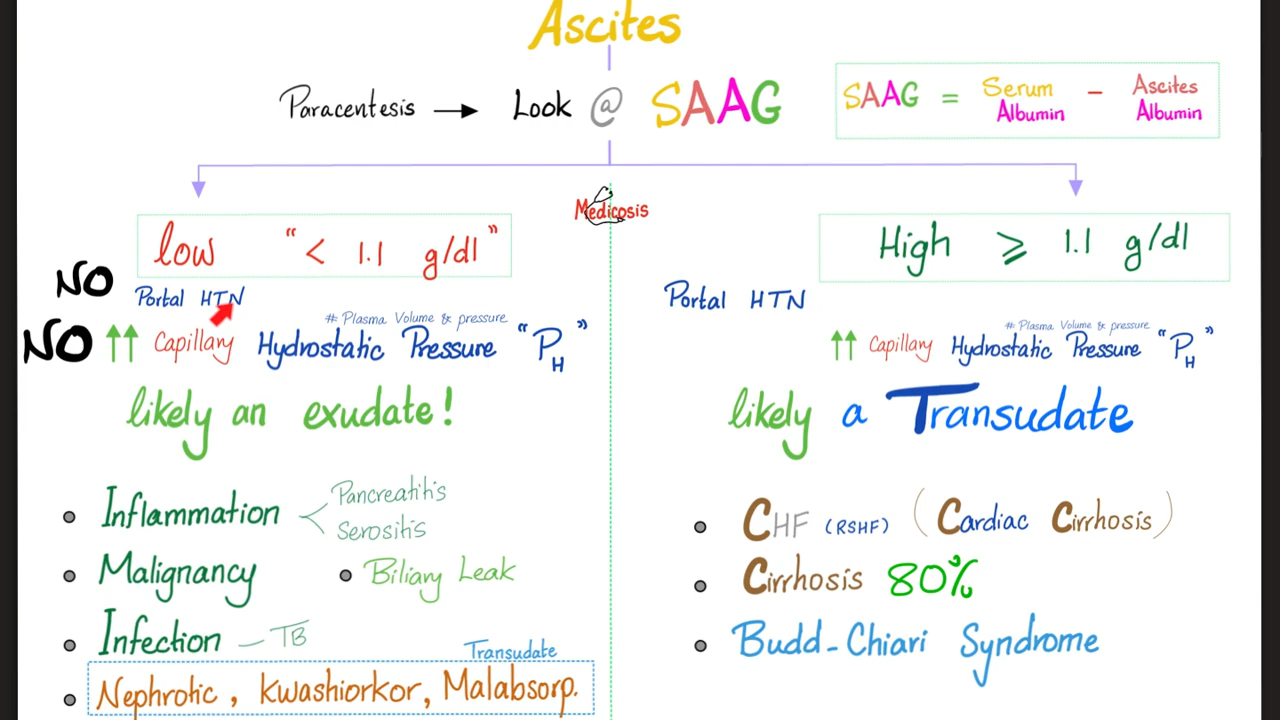 Ascites
Paracentesis → Look @ SAAG
SAAG = Serum Albumin - Ascites Albumin
Medicosis
low "< 1.1 g/dl"
NO Portal HTN
# Plasma Volume & pressure
NO ↑↑ Capillary Hydrostatic Pressure "PH"
likely an exudate!
• Inflammation < Pancreatitis
Serositis
• Malignancy • Biliary Leak
• Infection - TB
Transudate
• Nephrotic, Kwashiorkor, Malabsorp.
High ≥ 1.1 g/dl
Portal HTN
# Plasma Volume & pressure
↑↑ Capillary Hydrostatic Pressure "PH"
likely a Transudate
• CHF (RSHF) (Cardiac Cirrhosis)
• Cirrhosis 80%
• Budd-Chiari Syndrome